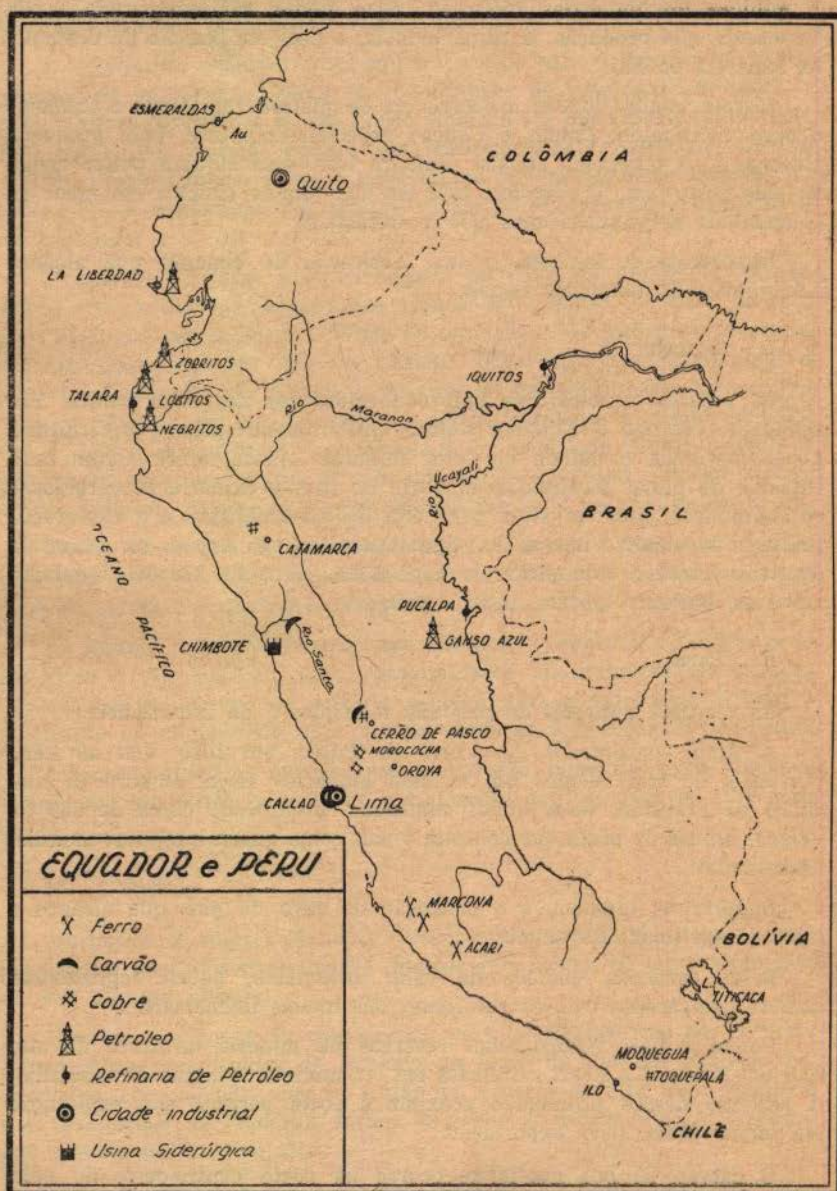 ESMERALDAS
Au
COLÔMBIA
Quito
LA LIBERDAD
ZORRITOS
IQUITOS
TALARA
LOBITOS
Rio Maranon
NEGRITOS
Rio Ucayali
BRASIL
OCEANO PACÍFICO
CAJAMARCA
PUCALPA
GANSO AZUL
CHIMBOTE
Rio Santa
CERRO DE PASCO
MOROCOCHA
OROYA
CALLAO
Lima
EQUADOR e PERU
MARCONA
ACARI
Ferro
BOLÍVIA
Carvão
Cobre
L. TITICACA
Petróleo
MOQUEGUA
TOQUEPALA
Refinaria de Petróleo
ILO
Cidade industrial
CHILE
Usina Siderúrgica